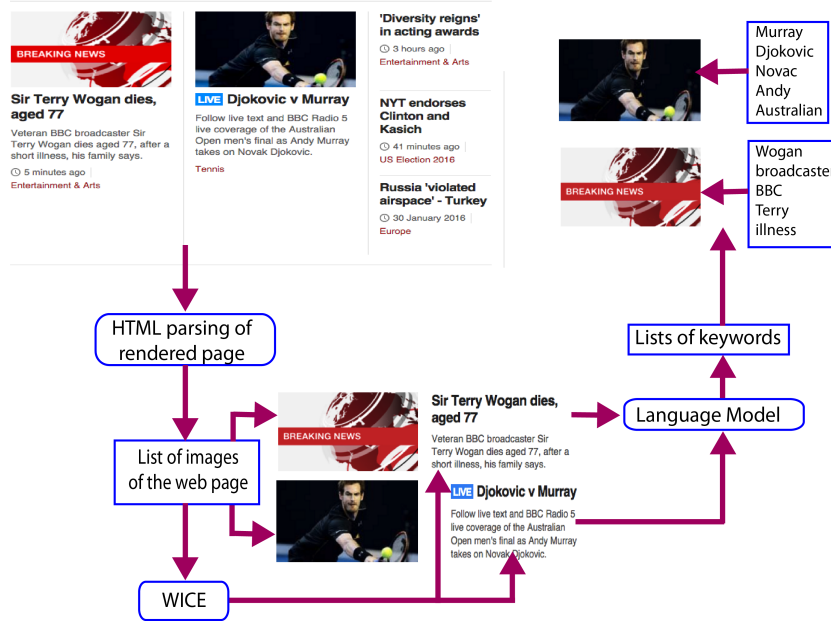 BREAKING NEWS
Sir Terry Wogan dies,
aged 77
Veteran BBC broadcaster Sir
Terry Wogan dies aged 77, after a
short illness, his family says.
5 minutes ago
Entertainment & Arts
LIVE Djokovic v Murray
Follow live text and BBC Radio 5
live coverage of the Australian
Open men's final as Andy Murray
takes on Novak Djokovic.
Tennis
'Diversity reigns'
in acting awards
3 hours ago
Entertainment & Arts
NYT endorses
Clinton and
Kasich
41 minutes ago
US Election 2016
Russia 'violated
airspace' - Turkey
30 January 2016
Europe
Murray
Djokovic
Novac
Andy
Australian
BREAKING NEWS
Wogan
broadcaster
BBC
Terry
illness
HTML parsing of
rendered page
Lists of keywords
List of images
of the web page
BREAKING NEWS
Sir Terry Wogan dies,
aged 77
Veteran BBC broadcaster Sir
Terry Wogan dies aged 77, after a
short illness, his family says.
Language Model
LIVE Djokovic v Murray
Follow live text and BBC Radio 5
live coverage of the Australian
Open men's final as Andy Murray
takes on Novak Djokovic.
WICE